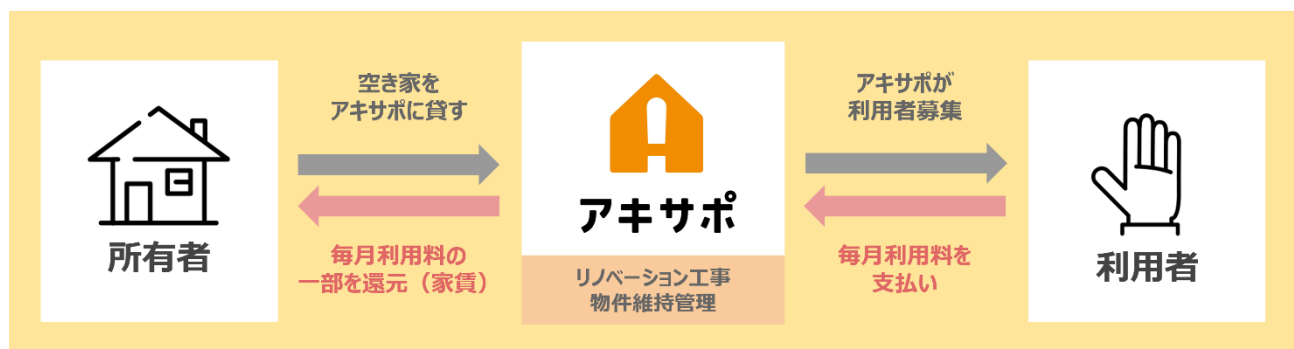 空き家を
アキサポに貸す
アキサポが
利用者募集
アキサポ
所有者
毎月利用料の
一部を還元（家賃）
リノベーション工事
物件維持管理
毎月利用料を
支払い
利用者